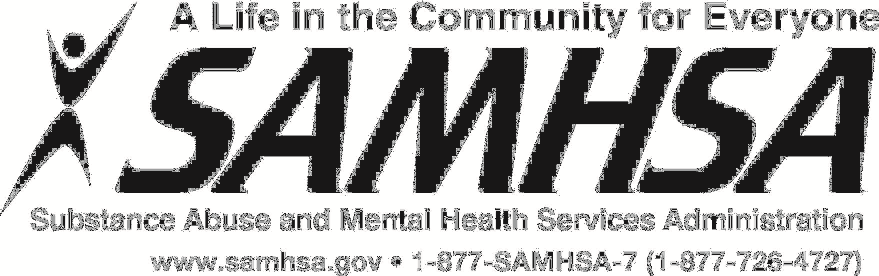 A Life in the Community for Everyone
SAMHSA
Substance Abuse and Mental Health Services Administration
www.samhsa.gov • 1-877-SAMHSA-7 (1-877-726-4727)